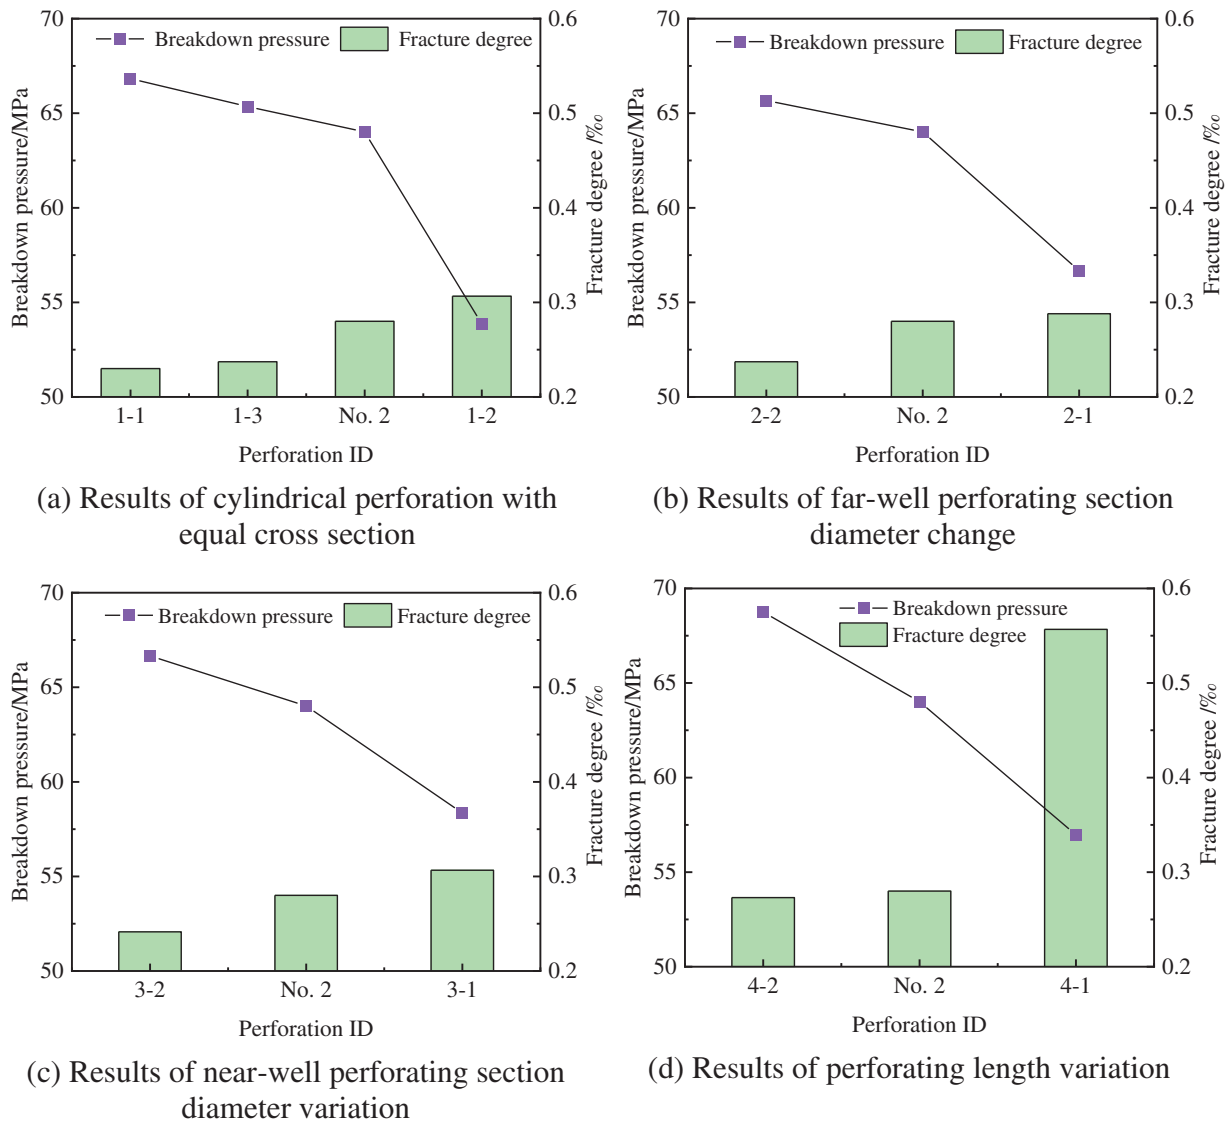 Breakdown pressure
Fracture degree
Breakdown pressure/MPa
70
65
60
55
50
0.6
0.5
0.4
0.3
0.2
Fracture degree /‱
1-1
1-3
No. 2
1-2
Perforation ID
(a) Results of cylindrical perforation with
equal cross section
Breakdown pressure
Fracture degree
Breakdown pressure/MPa
70
65
60
55
50
0.6
0.5
0.4
0.3
0.2
Fracture degree /‱
2-2
No. 2
2-1
Perforation ID
(b) Results of far-well perforating section
diameter change
Breakdown pressure
Fracture degree
Breakdown pressure/MPa
70
65
60
55
50
0.6
0.5
0.4
0.3
0.2
Fracture degree /‱
3-2
No. 2
3-1
Perforation ID
(c) Results of near-well perforating section
diameter variation
Breakdown pressure
Fracture degree
Breakdown pressure/MPa
70
65
60
55
50
0.6
0.5
0.4
0.3
0.2
Fracture degree /‱
4-2
No. 2
4-1
Perforation ID
(d) Results of perforating length variation